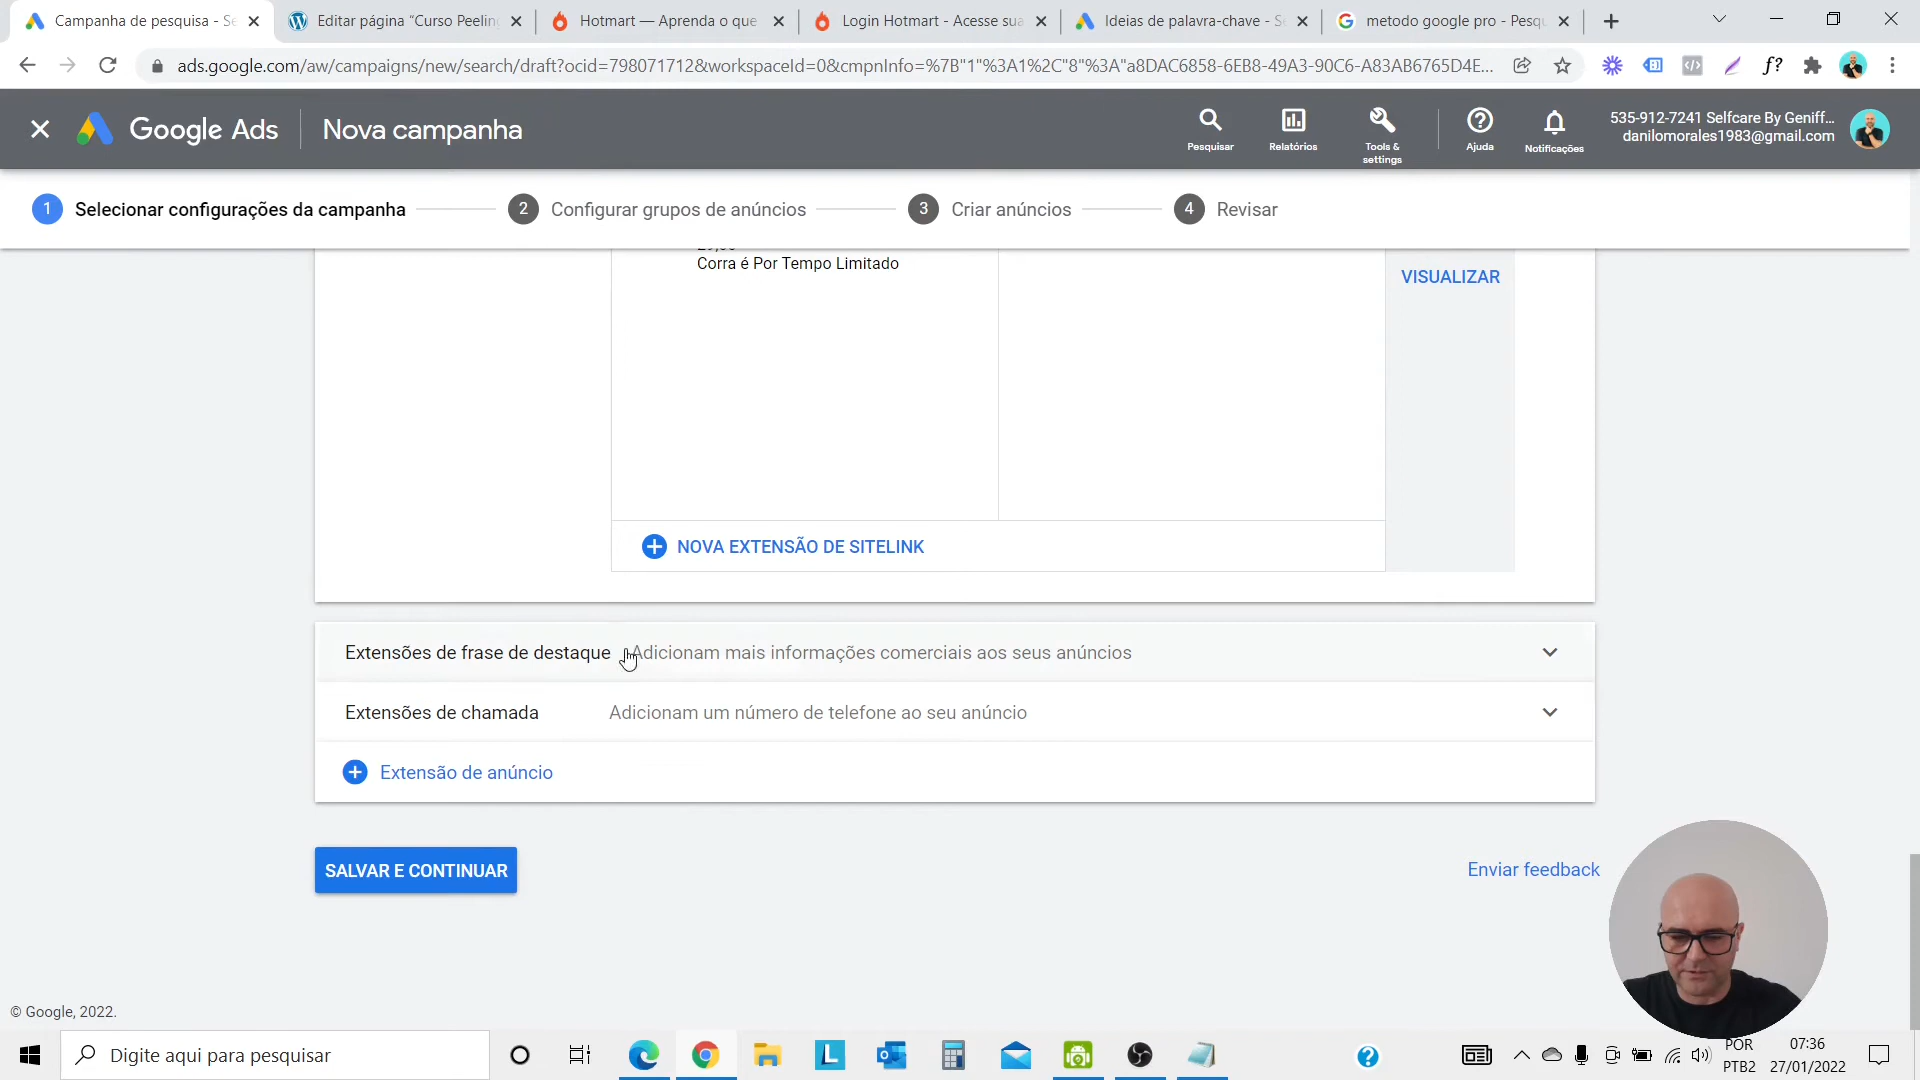 Campanha de pesquisa - Se
Editar página "Curso Peeling
Hotmart — Aprenda o que
Login Hotmart - Acesse sua
Ideias de palavra-chave - S
metodo google pro - Pesqu
ads.google.com/aw/campaigns/new/search/draft?ocid=798071712&workspaceId=0&cmpnInfo=%7B"1"%3A1%2C"8"%3A"a8DAC6858-6EB8-49A3-90C6-A83AB6765D4E...
f?
Google Ads
Nova campanha
Pesquisar
Relatórios
Tools &
settings
Ajuda
Notificações
535-912-7241 Selfcare By Geniff...
danilomorales1983@gmail.com
1 Selecionar configurações da campanha
2 Configurar grupos de anúncios
3 Criar anúncios
4 Revisar
Corra é Por Tempo Limitado
VISUALIZAR
NOVA EXTENSÃO DE SITELINK
Extensões de frase de destaque Adicionam mais informações comerciais aos seus anúncios
Extensões de chamada Adicionam um número de telefone ao seu anúncio
Extensão de anúncio
SALVAR E CONTINUAR
Enviar feedback
© Google, 2022.
Digite aqui para pesquisar
L
POR
PTB2
07:36
27/01/2022